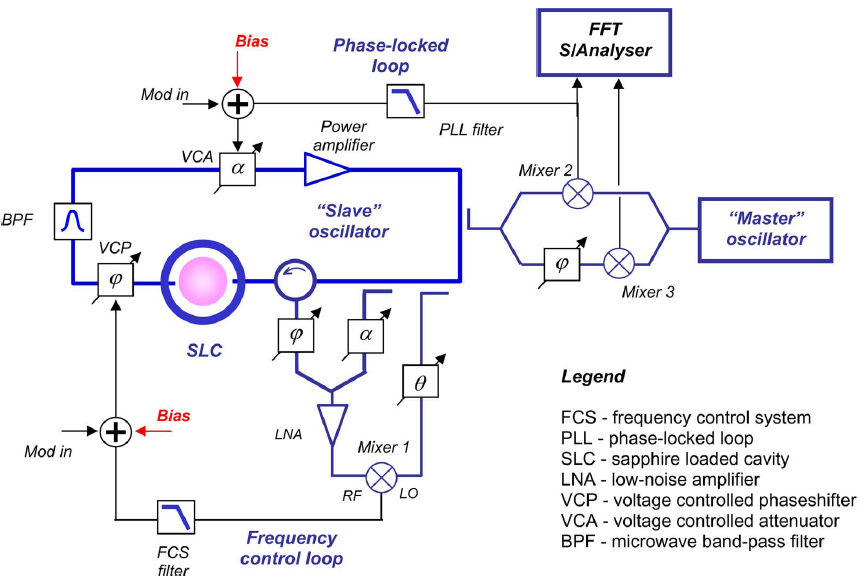 FFT
S/Analyser
Bias
Phase-locked
loop
Mod in
+
Power
amplifier
PLL filter
VCA
α
Mixer 2
BPF
"Slave"
oscillator
"Master"
oscillator
VCP
φ
φ
Mixer 3
SLC
φ
α
θ
Legend
FCS - frequency control system
PLL - phase-locked loop
SLC - sapphire loaded cavity
LNA - low-noise amplifier
VCP - voltage controlled phaseshifter
VCA - voltage controlled attenuator
BPF - microwave band-pass filter
Bias
+
Mod in
LNA
Mixer 1
RF
LO
FCS
filter
Frequency
control loop